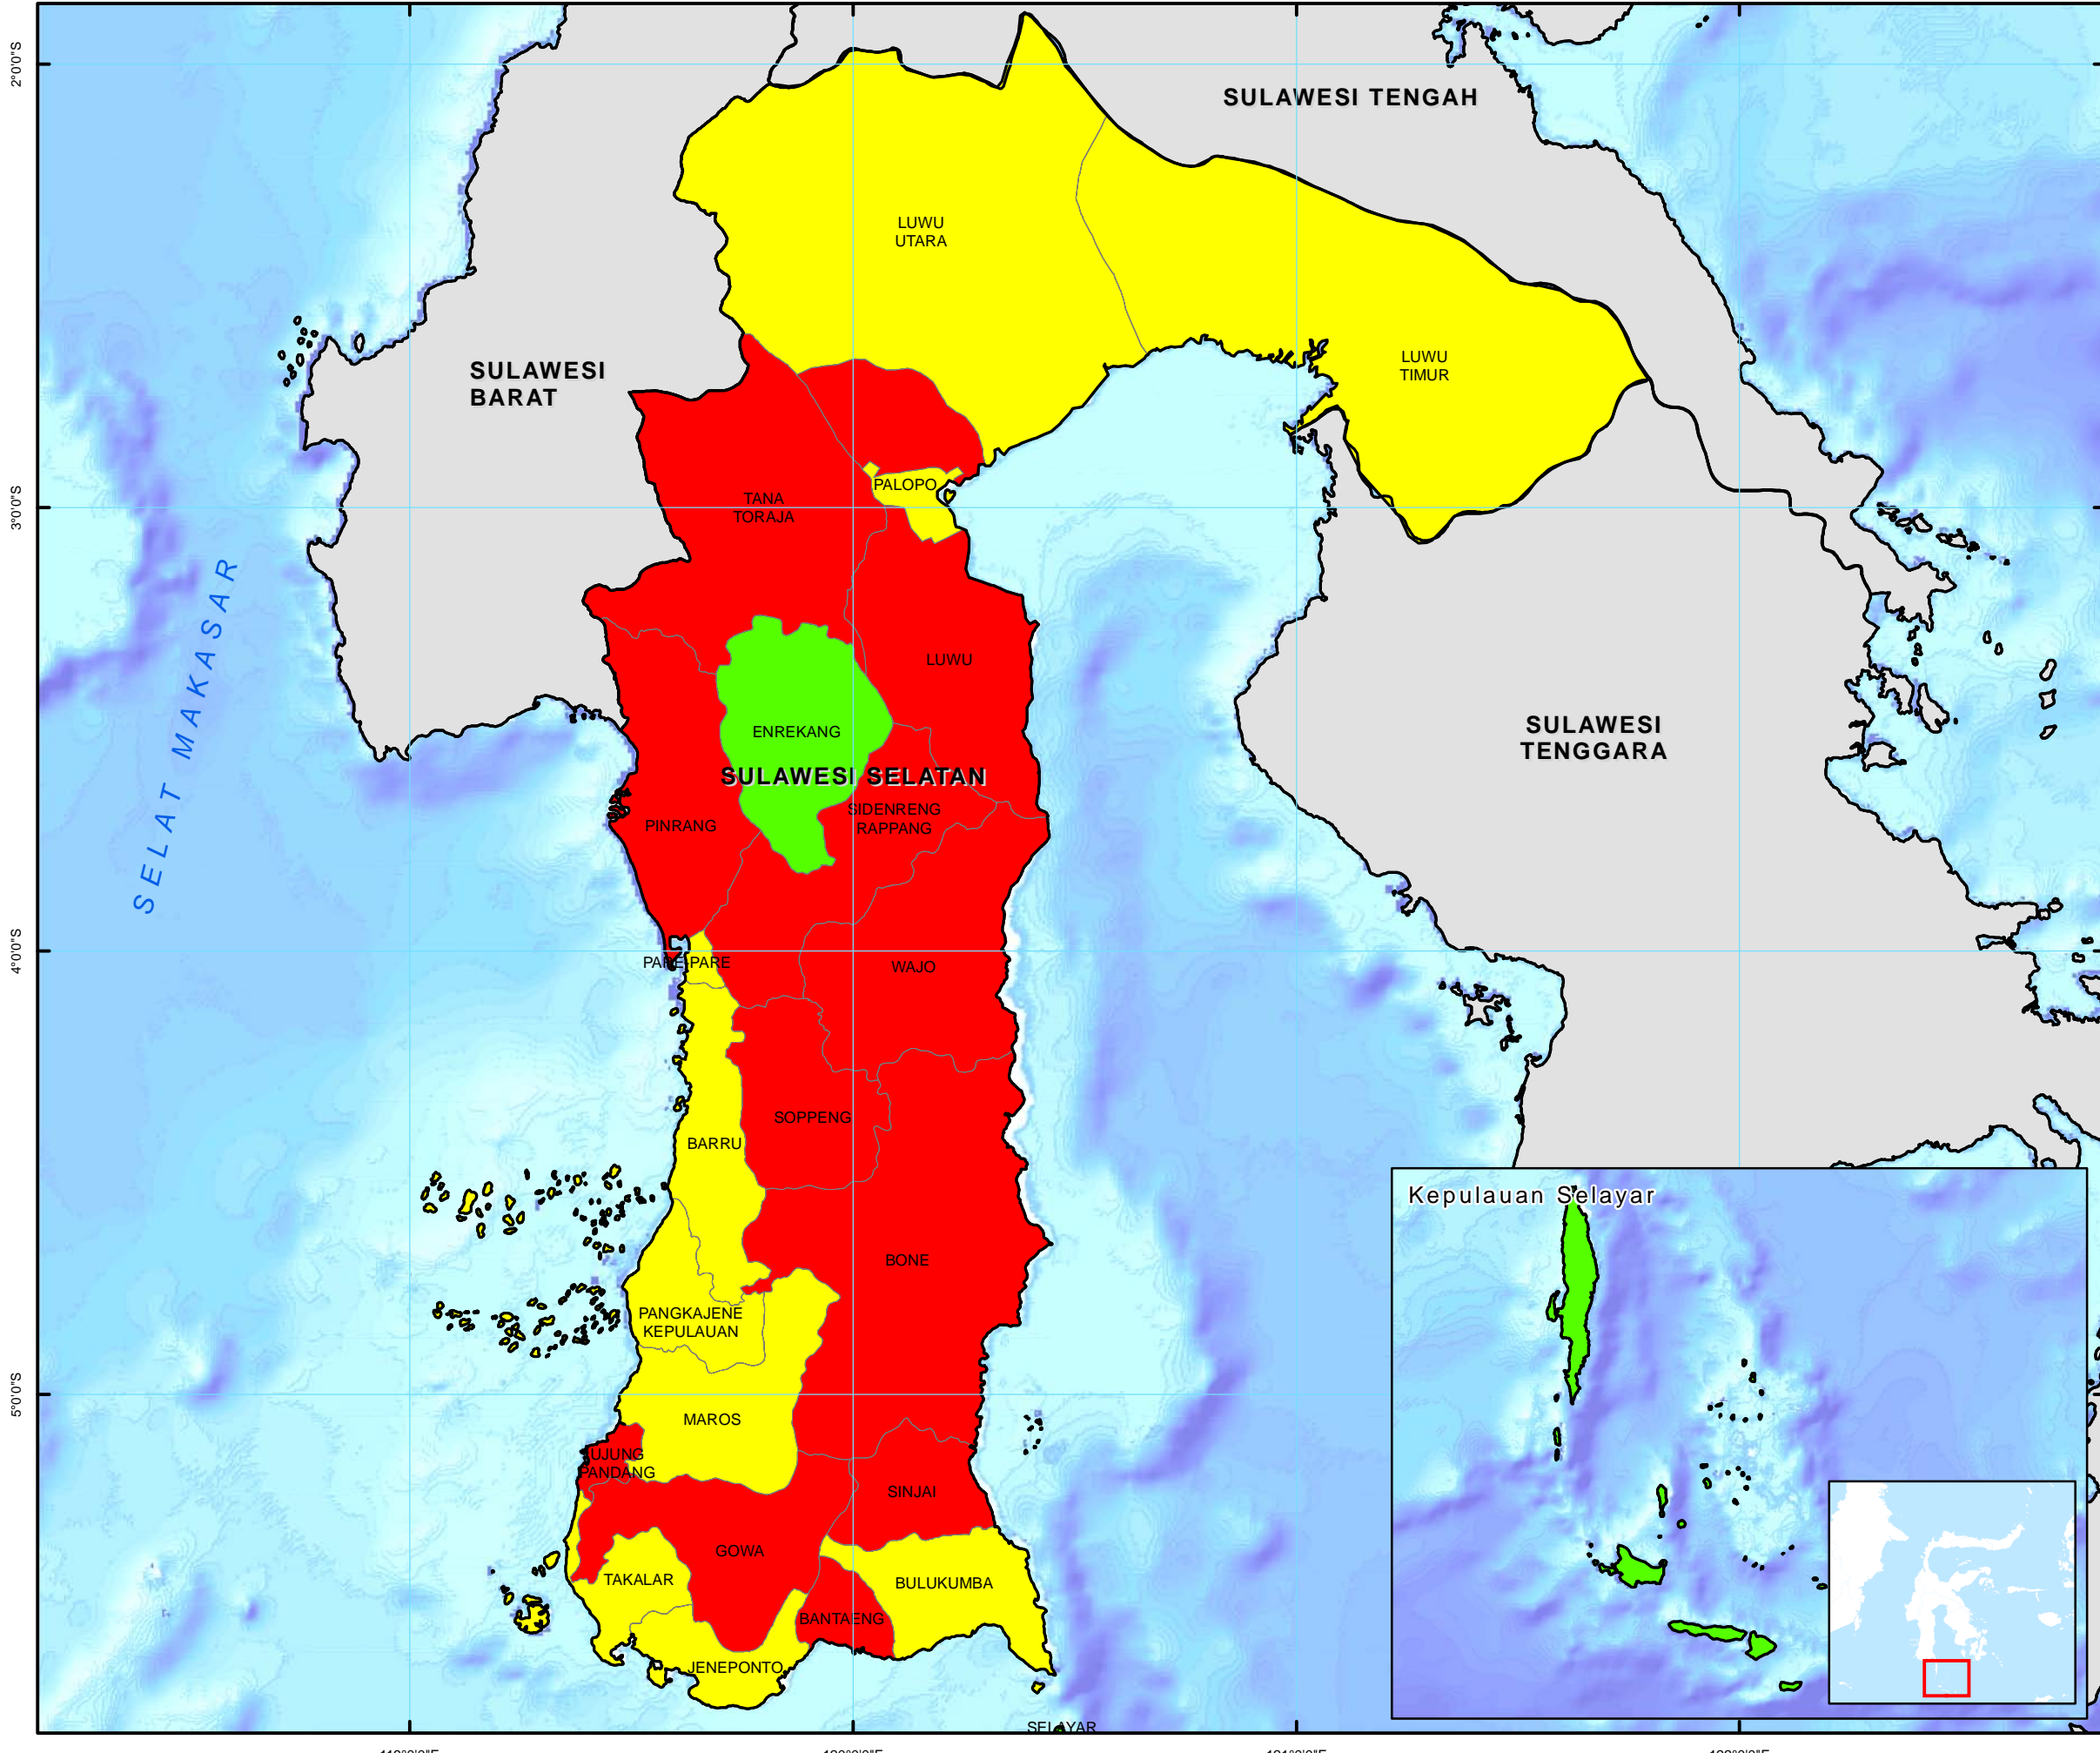 2°0'0"S
SULAWESI TENGAH
LUWU
UTARA
LUWU
TIMUR
SULAWESI
BARAT
PALOPO
TANA
TORAJA
3°0'0"S
SELAT MAKASAR
LUWU
ENREKANG
SULAWESI
TENGGARA
SULAWESI SELATAN
SIDENRENG
RAPPANG
PINRANG
4°0'0"S
PARE-PARE
WAJO
SOPPENG
BARRU
Kepulauan Selayar
BONE
PANGKAJENE
KEPULAUAN
5°0'0"S
MAROS
UJUNG
PANDANG
SINJAI
GOWA
TAKALAR
BULUKUMBA
BANTAENG
JENEPONTO
SELAYAR